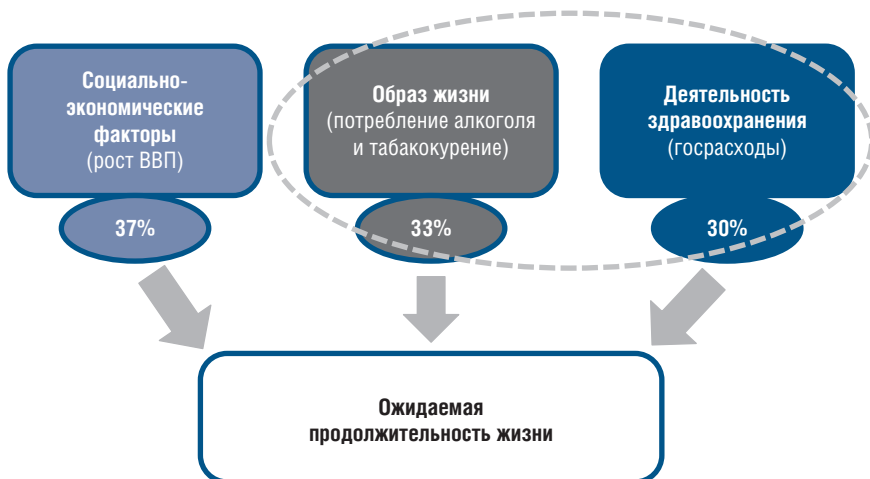 Социально-
экономические
факторы
(рост ВВП)
37%
Образ жизни
(потребление алкоголя
и табакокурение)
33%
Деятельность
здравоохранения
(госрасходы)
30%
Ожидаемая
продолжительность жизни